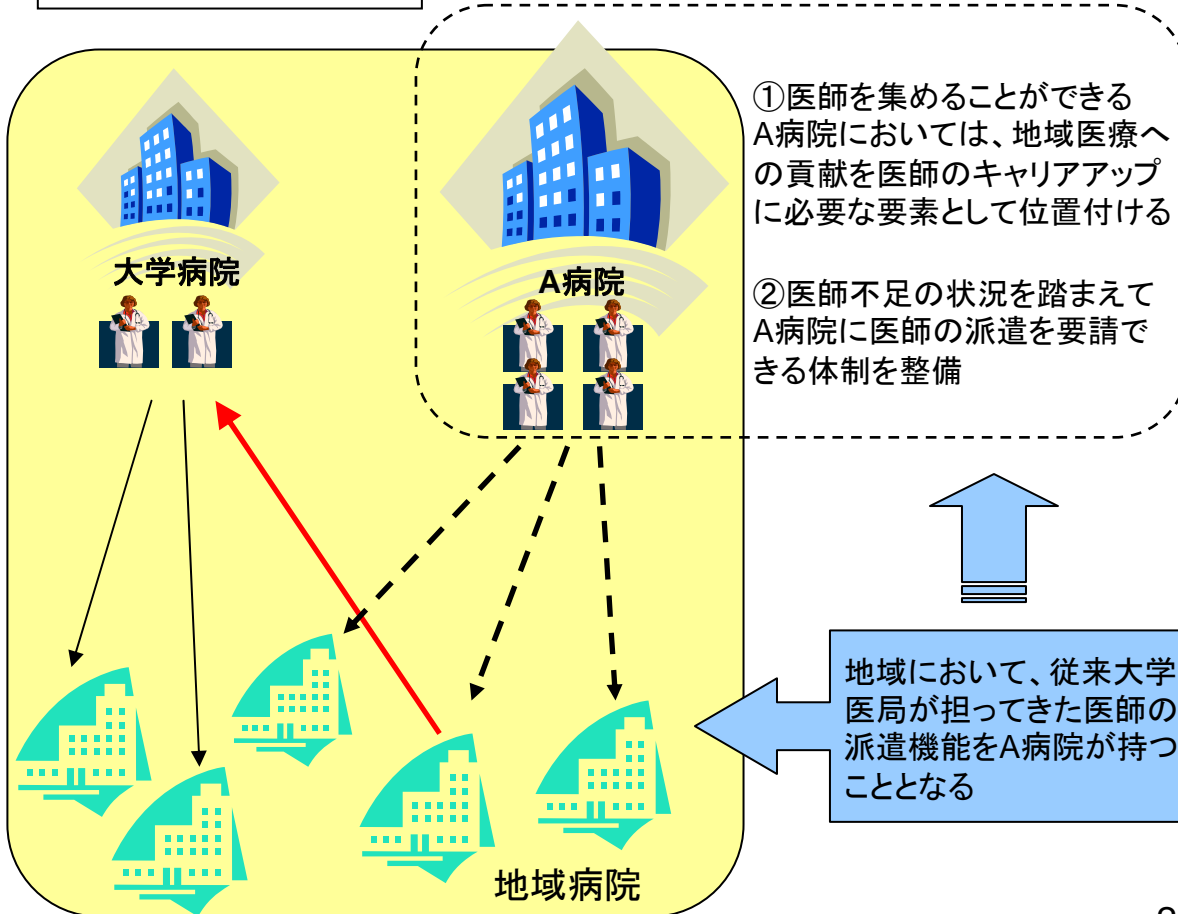 ①医師を集めることができる
A病院においては、地域医療へ
の貢献を医師のキャリアアップ
に必要な要素として位置付ける
②医師不足の状況を踏まえて
A病院に医師の派遣を要請で
きる体制を整備
大学病院
A病院
地域において、従来大学
医局が担ってきた医師の
派遣機能をA病院が持つ
こととなる
地域病院